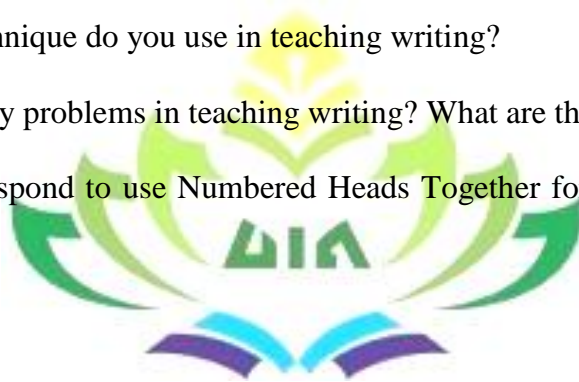 hnique do you use in teaching writing?
y problems in teaching writing? What are th
spond to use Numbered Heads Together fo
UIN